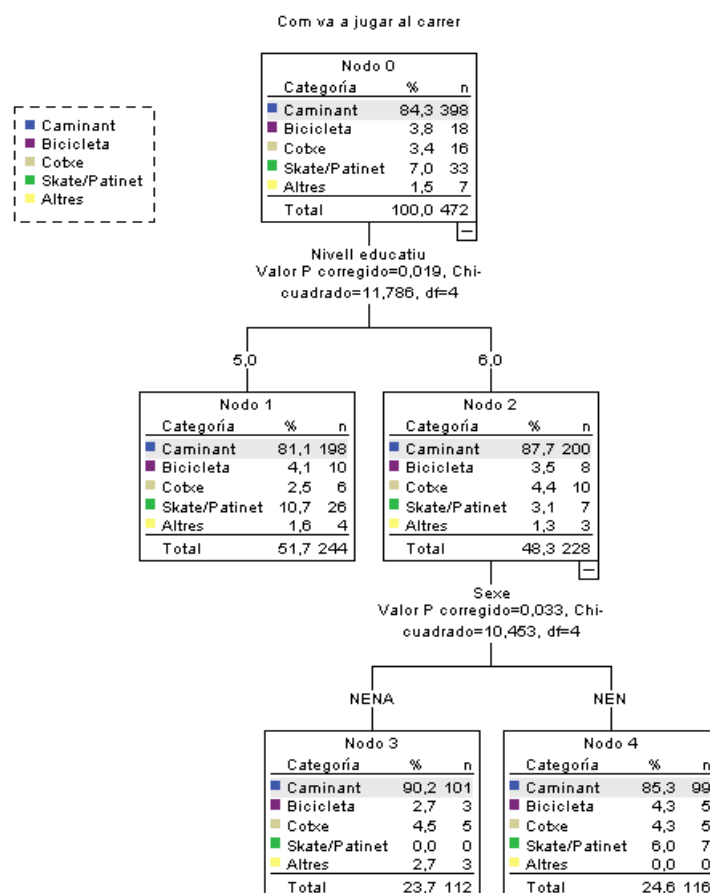 Com va a jugar al carrer
Caminant
Bicicleta
Cotxe
Skate/Patinet
Altres
Nodo 0
Categoría % n
Caminant 84,3 398
Bicicleta 3,8 18
Cotxe 3,4 16
Skate/Patinet 7,0 33
Altres 1,5 7
Total 100,0 472
Nivell educatiu
Valor P corregido=0,019, Chi-
cuadrado=11,786, df=4
5,0
6,0
Nodo 1
Categoría % n
Caminant 81,1 198
Bicicleta 4,1 10
Cotxe 2,5 6
Skate/Patinet 10,7 26
Altres 1,6 4
Total 51,7 244
Nodo 2
Categoría % n
Caminant 87,7 200
Bicicleta 3,5 8
Cotxe 4,4 10
Skate/Patinet 3,1 7
Altres 1,3 3
Total 48,3 228
Sexe
Valor P corregido=0,033, Chi-
cuadrado=10,453, df=4
NENA
NEN
Nodo 3
Categoría % n
Caminant 90,2 101
Bicicleta 2,7 3
Cotxe 4,5 5
Skate/Patinet 0,0 0
Altres 2,7 3
Total 23,7 112
Nodo 4
Categoría % n
Caminant 85,3 99
Bicicleta 4,3 5
Cotxe 4,3 5
Skate/Patinet 6,0 7
Altres 0,0 0
Total 24,6 116